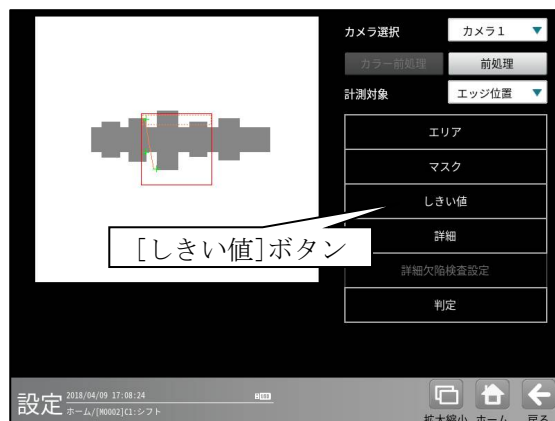 カメラ選択 カメラ1
カラー前処理 前処理
計測対象 エッジ位置
エリア
マスク
しきい値
[しきい値]ボタン
詳細
詳細欠陥検査設定
判定
設定
2018/04/09 17:08:24
ホーム/[M0002]C1:シフト
拡大縮小 ホーム 戻る